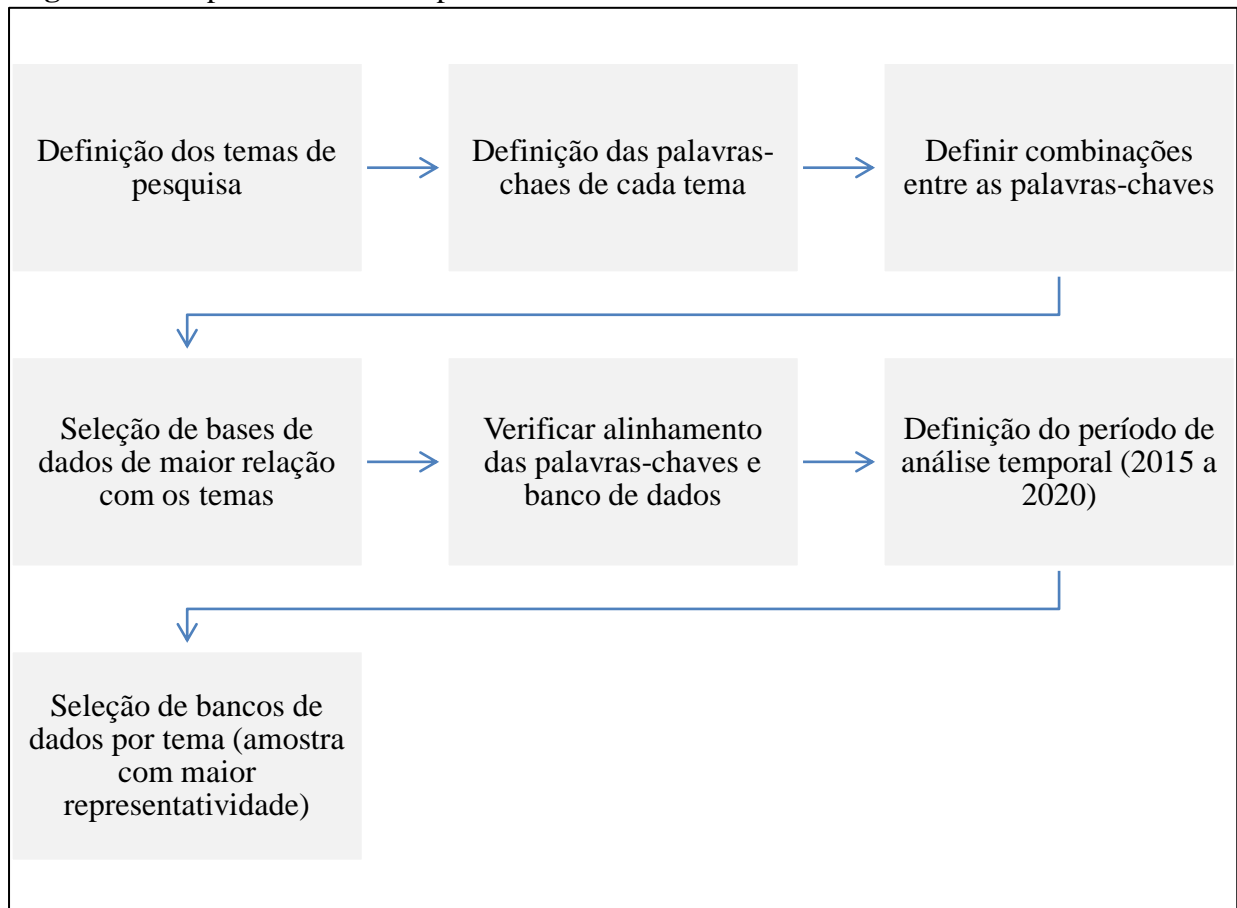 Definição dos temas de
pesquisa
Definição das palavras-
chaes de cada tema
Definir combinações
entre as palavras-chaves
Seleção de bases de
dados de maior relação
com os temas
Verificar alinhamento
das palavras-chaves e
banco de dados
Definição do período de
análise temporal (2015 a
2020)
Seleção de bancos de
dados por tema (amostra
com maior
representatividade)